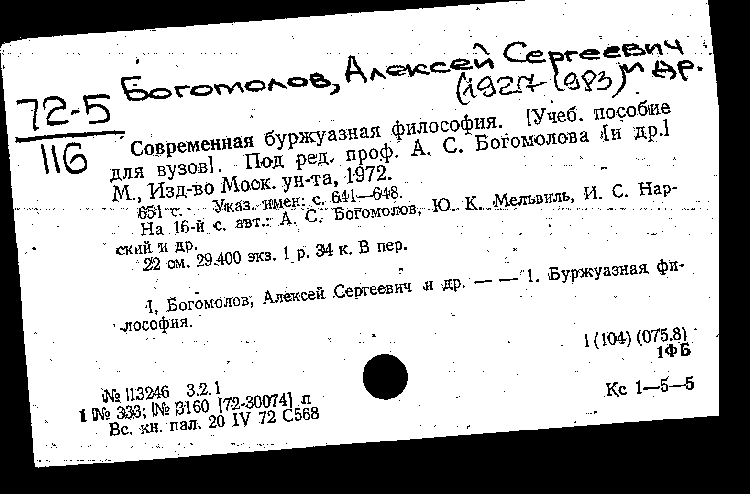 Богомолов, Алексей Сергеевич
(1927-1983) и др.
72-5
116
Современная буржуазная философия. [Учеб. пособие
для вузов]. Под ред. проф. А. С. Богомолова [и др.]
М., Изд-во Моск. ун-та, 1972.
651 с. Указ. имен: с. 641—648.
На 16-й с. авт.: А. С. Богомолов, Ю. К. Мельвиль, И. С. Нар-
ский и др.
22 см. 29.400 экз. 1 р. 34 к. В пер.
I, Богомолов, Алексей Сергеевич и др. — — 1. Буржуазная фи-
лософия.
1(104)(075.8)
1ФБ
№ 113246 3.2.1
1 № 333; № 3160 [72-30074] п
Вс. кн. пал. 20 IV 72 С568
Кс 1—5—5